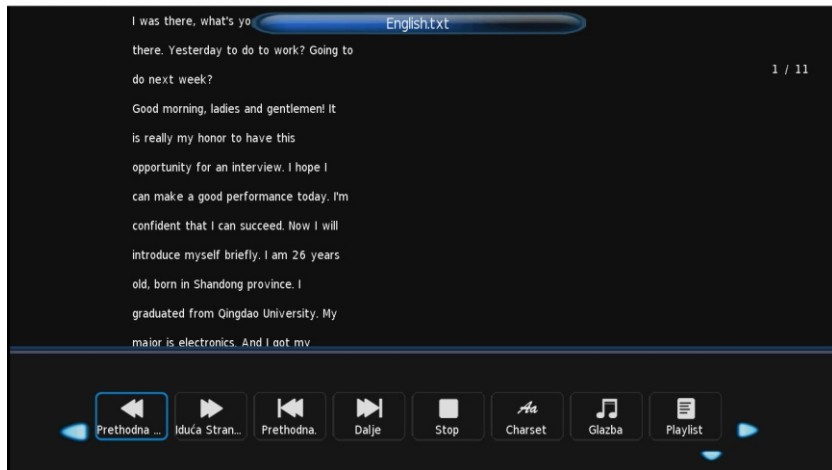 I was there, what's yo
English.txt
there. Yesterday to do to work? Going to
1 / 11
do next week?
Good morning, ladies and gentlemen! It
is really my honor to have this
opportunity for an interview. I hope I
can make a good performance today. I'm
confident that I can succeed. Now I will
introduce myself briefly. I am 26 years
old, born in Shandong province. I
graduated from Qingdao University. My
major is electronics. And I got my
Prethodna ...
Iduća Stran...
Prethodna.
Dalje
Stop
Aa
Charset
Glazba
Playlist